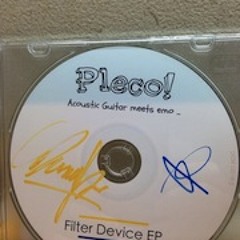 Pleco!
Acoustic Guitar meets emo _
Filter Device EP